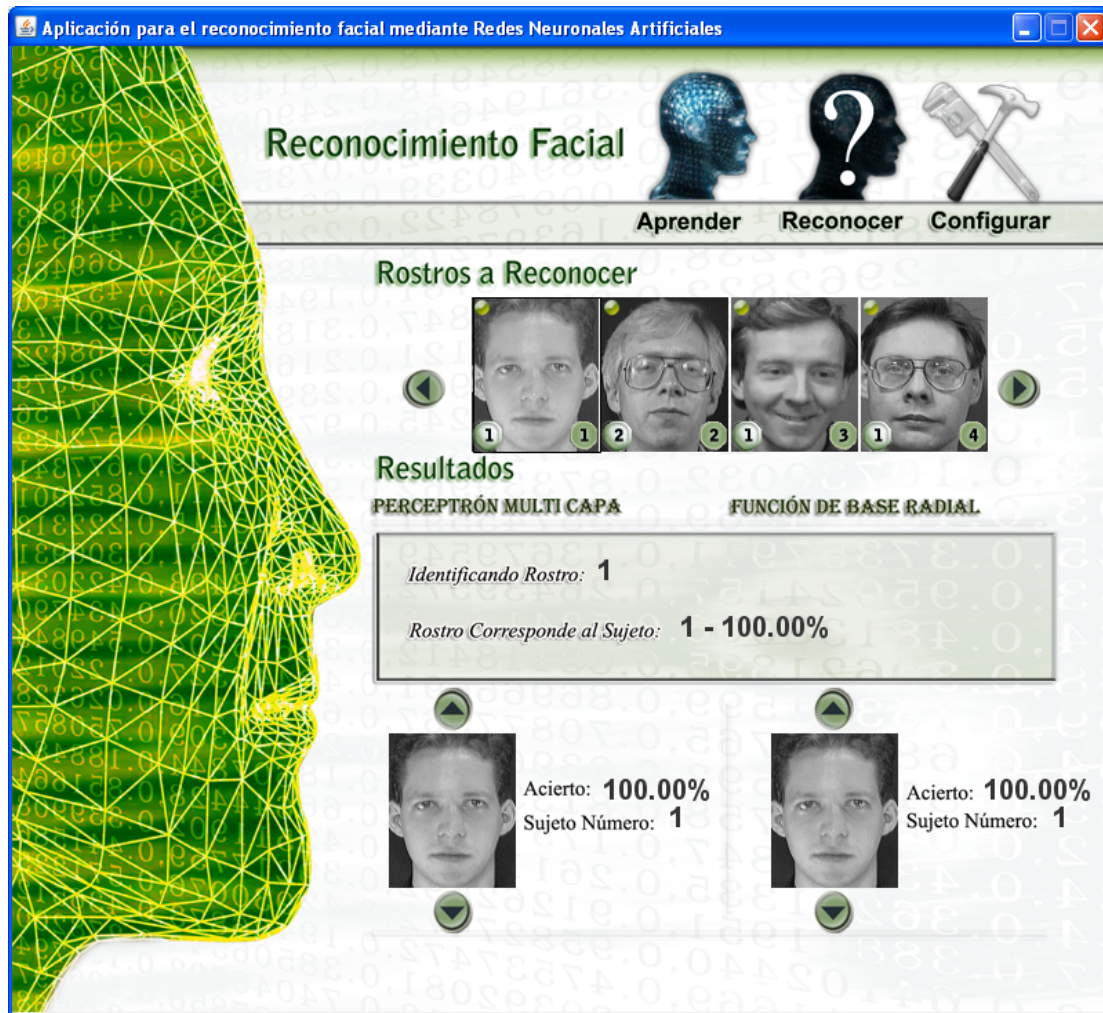 Aplicación para el reconocimiento facial mediante Redes Neuronales Artificiales
Reconocimiento Facial
?
Aprender Reconocer Configurar
Rostros a Reconocer
1 1 2 2 1 3 1 4
Resultados
PERCEPTRÓN MULTI CAPA FUNCIÓN DE BASE RADIAL
Identificando Rostro: 1
Rostro Corresponde al Sujeto: 1 - 100.00%
Acierto: 100.00%
Sujeto Número: 1
Acierto: 100.00%
Sujeto Número: 1